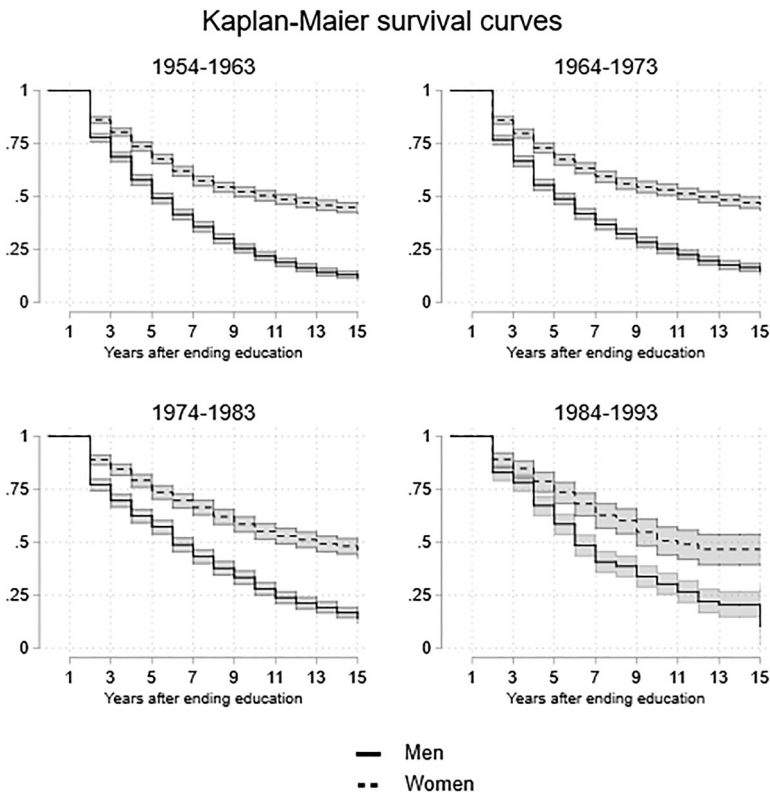 Kaplan-Maier survival curves
1954-1963
1
.75
.5
.25
0
1 3 5 7 9 11 13 15
Years after ending education
1964-1973
1
.75
.5
.25
0
1 3 5 7 9 11 13 15
Years after ending education
1974-1983
1
.75
.5
.25
0
1 3 5 7 9 11 13 15
Years after ending education
1984-1993
1
.75
.5
.25
0
1 3 5 7 9 11 13 15
Years after ending education
Men
Women